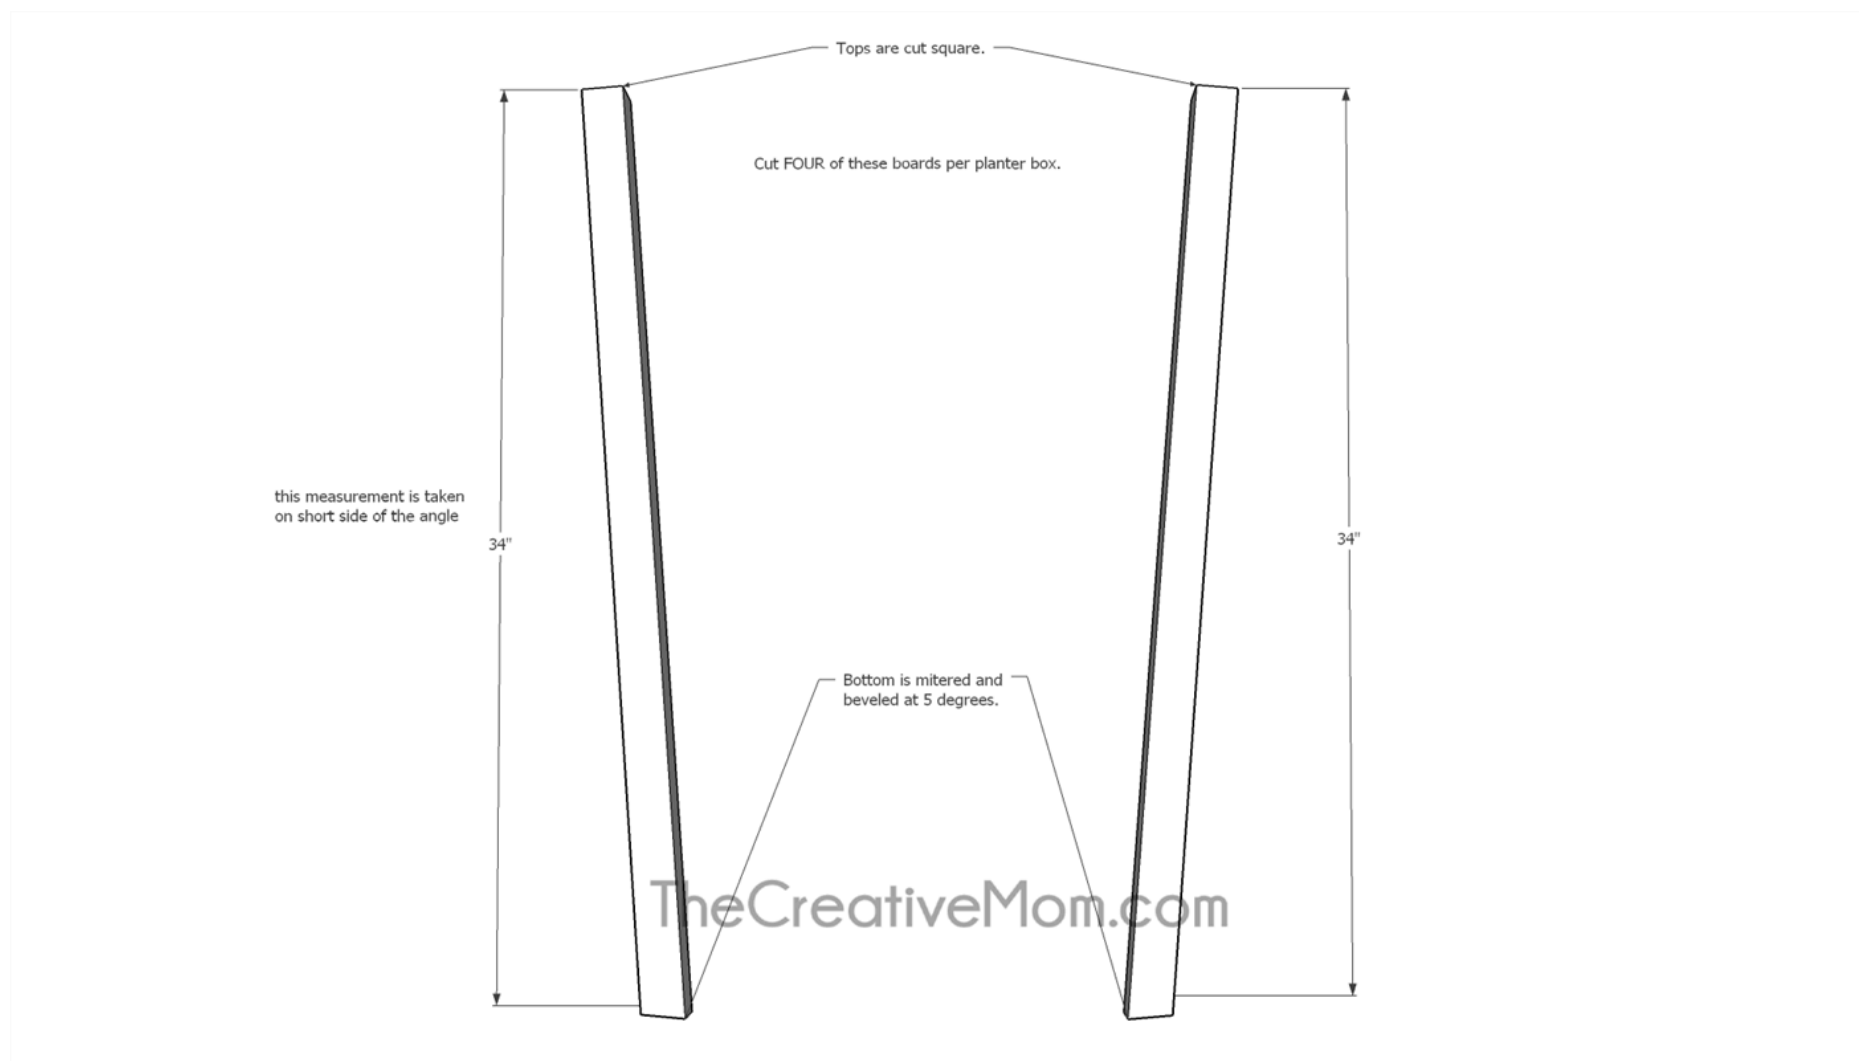 Tops are cut square.
Cut FOUR of these boards per planter box.
this measurement is taken
on short side of the angle
34"
34"
Bottom is mitered and
beveled at 5 degrees.
TheCreativeMom.com